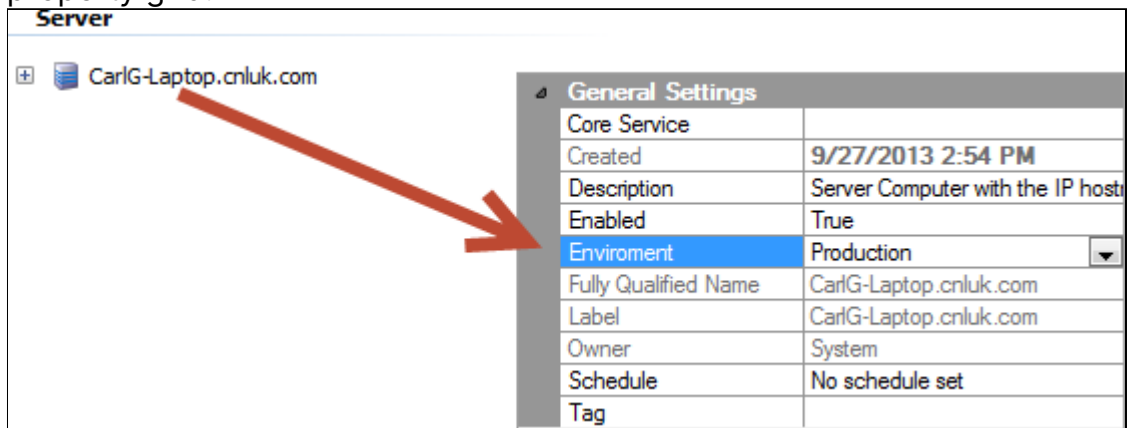 Server
CarlG-Laptop.cnluk.com
General Settings
Core Service
Created 9/27/2013 2:54 PM
Description Server Computer with the IP host
Enabled True
Enviroment Production
Fully Qualified Name CarlG-Laptop.cnluk.com
Label CarlG-Laptop.cnluk.com
Owner System
Schedule No schedule set
Tag